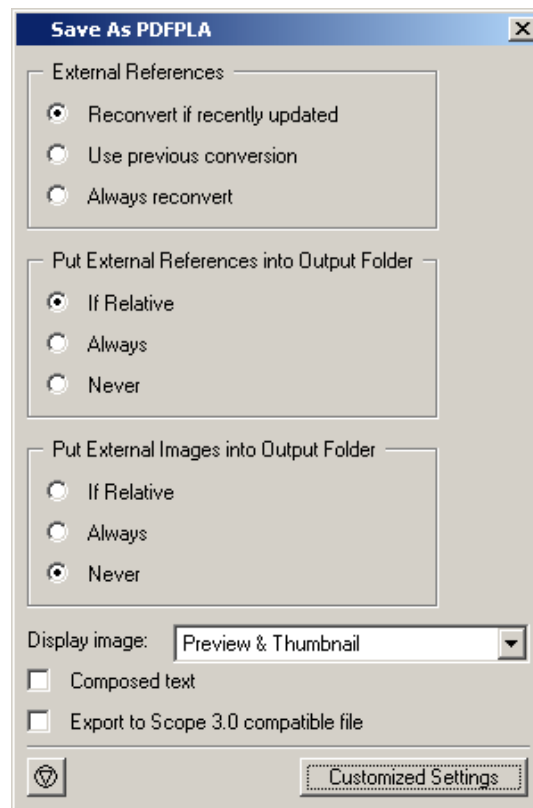 Save As PDFPLA
External References
Reconvert if recently updated
Use previous conversion
Always reconvert
Put External References into Output Folder
If Relative
Always
Never
Put External Images into Output Folder
If Relative
Always
Never
Display image: Preview & Thumbnail
Composed text
Export to Scope 3.0 compatible file
Customized Settings